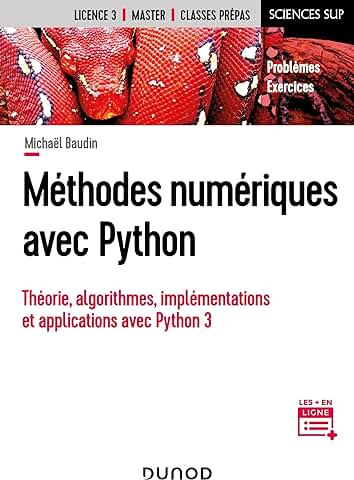 LICENCE 3 | MASTER | CLASSES PRÉPAS
SCIENCES SUP
Problèmes
Exercices
Michaël Baudin
Méthodes numériques
avec Python
Théorie, algorithmes, implémentations
et applications avec Python 3
LES + EN
LIGNE
DUNOD